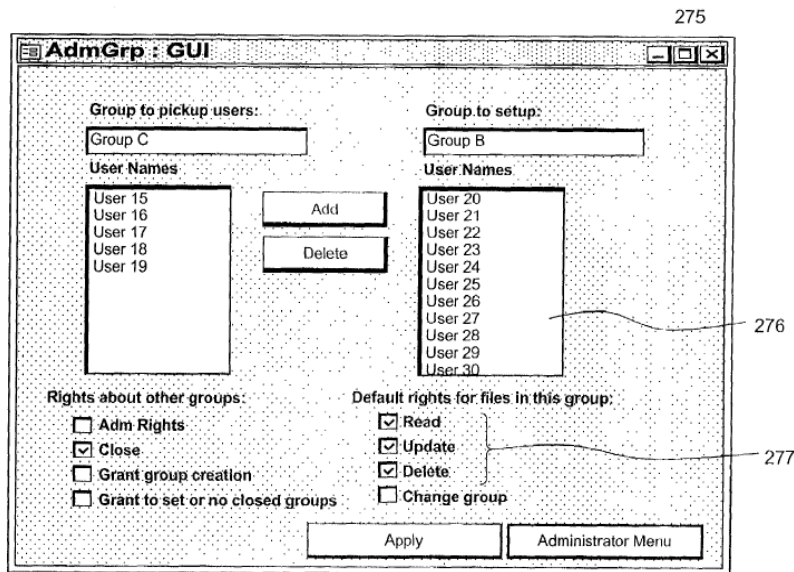 275
AdmGrp : GUI
Group to pickup users:
Group C
User Names
User 15
User 16
User 17
User 18
User 19
Add
Delete
Group to setup:
Group B
User Names
User 20
User 21
User 22
User 23
User 24
User 25
User 26
User 27
User 28
User 29
User 30
276
Rights about other groups:
Adm Rights
Close
Grant group creation
Grant to set or no closed groups
Default rights for files in this group:
Read
Update
Delete
Change group
277
Apply
Administrator Menu